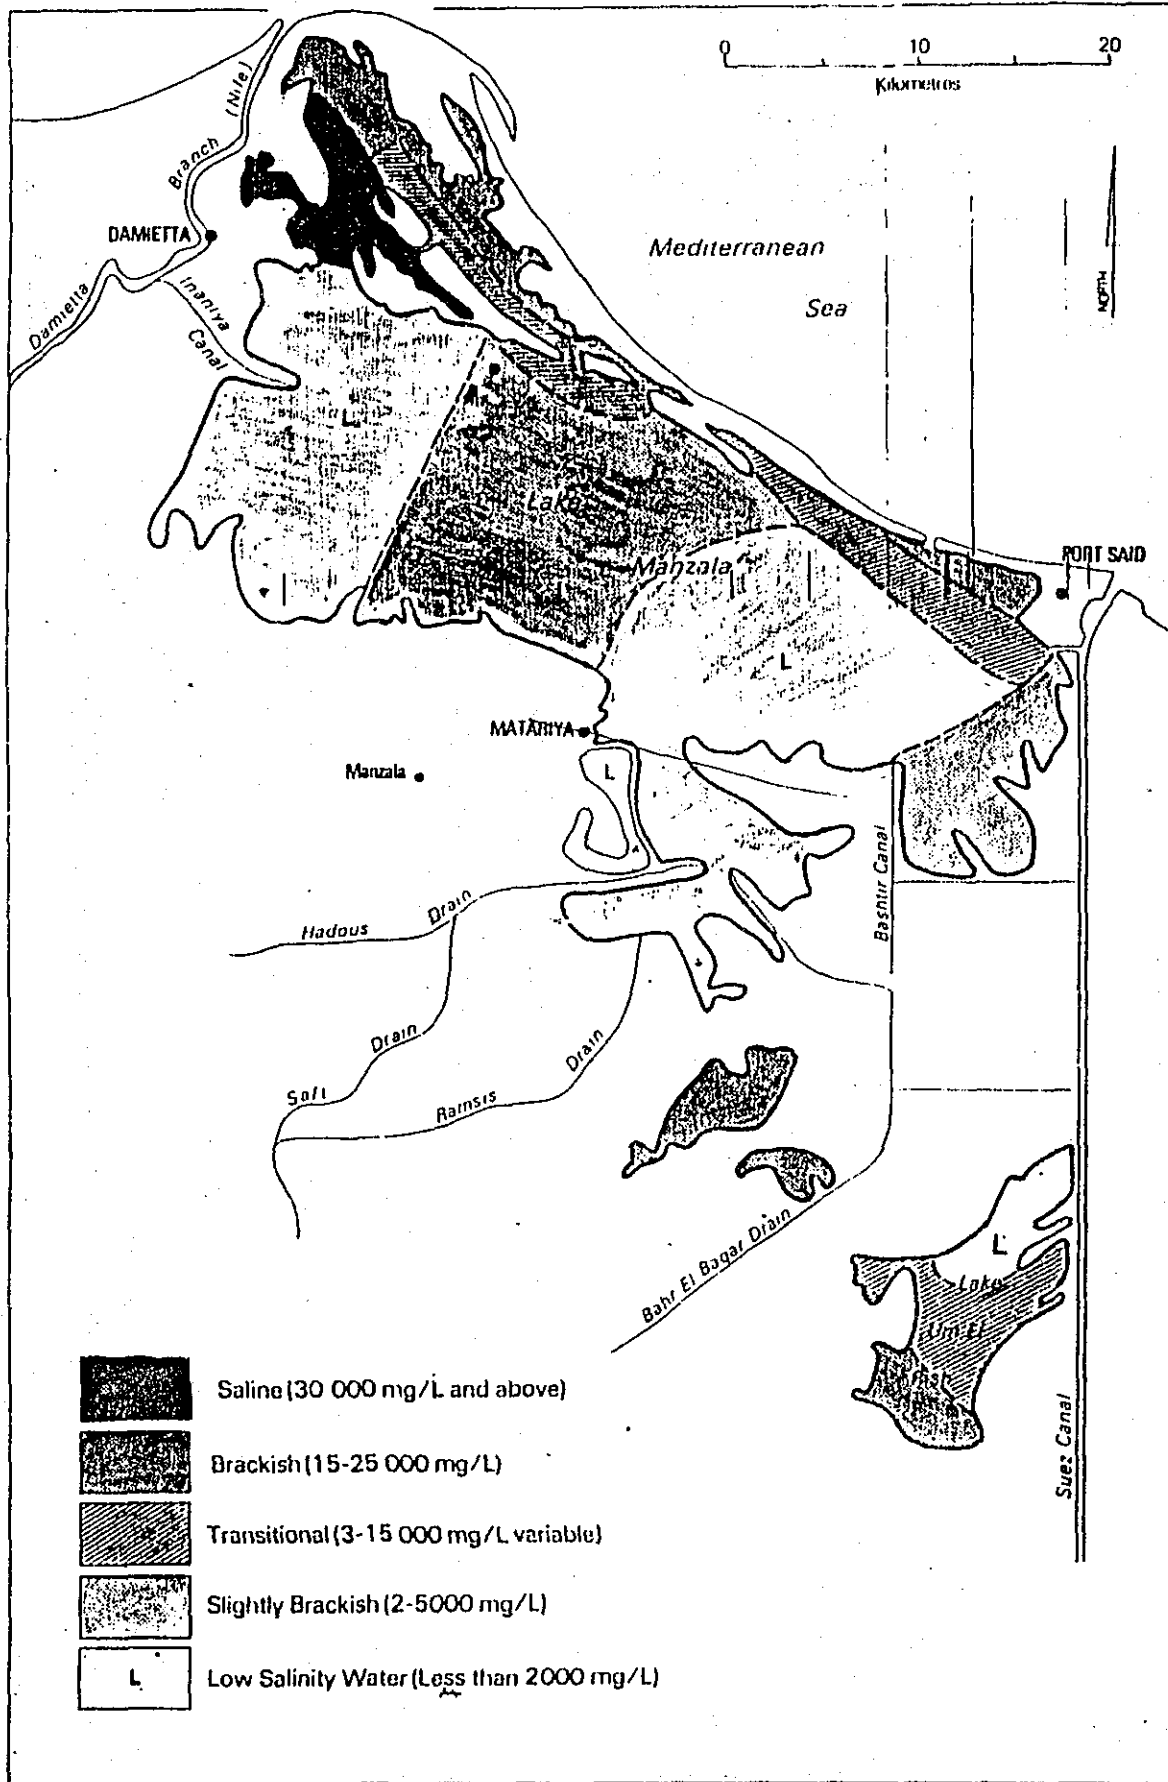 0 10 20
Kilometros
NORTH
Mediterranean
Sea
Branch (Nile)
DAMIETTA
Damietta
Inaniya
Canal
L
Lake
Manzala
PORT SAID
L
MATARIYA
Manzala
L
Bashtir Canal
Hadous Drain
Drain
Drain
Ramsis
Bahr El Bagar Drain
L
Lake
Um El
Suez Canal
Saline (30 000 mg/L and above)
Brackish (15-25 000 mg/L)
Transitional (3-15 000 mg/L variable)
Slightly Brackish (2-5000 mg/L)
L Low Salinity Water (Less than 2000 mg/L)